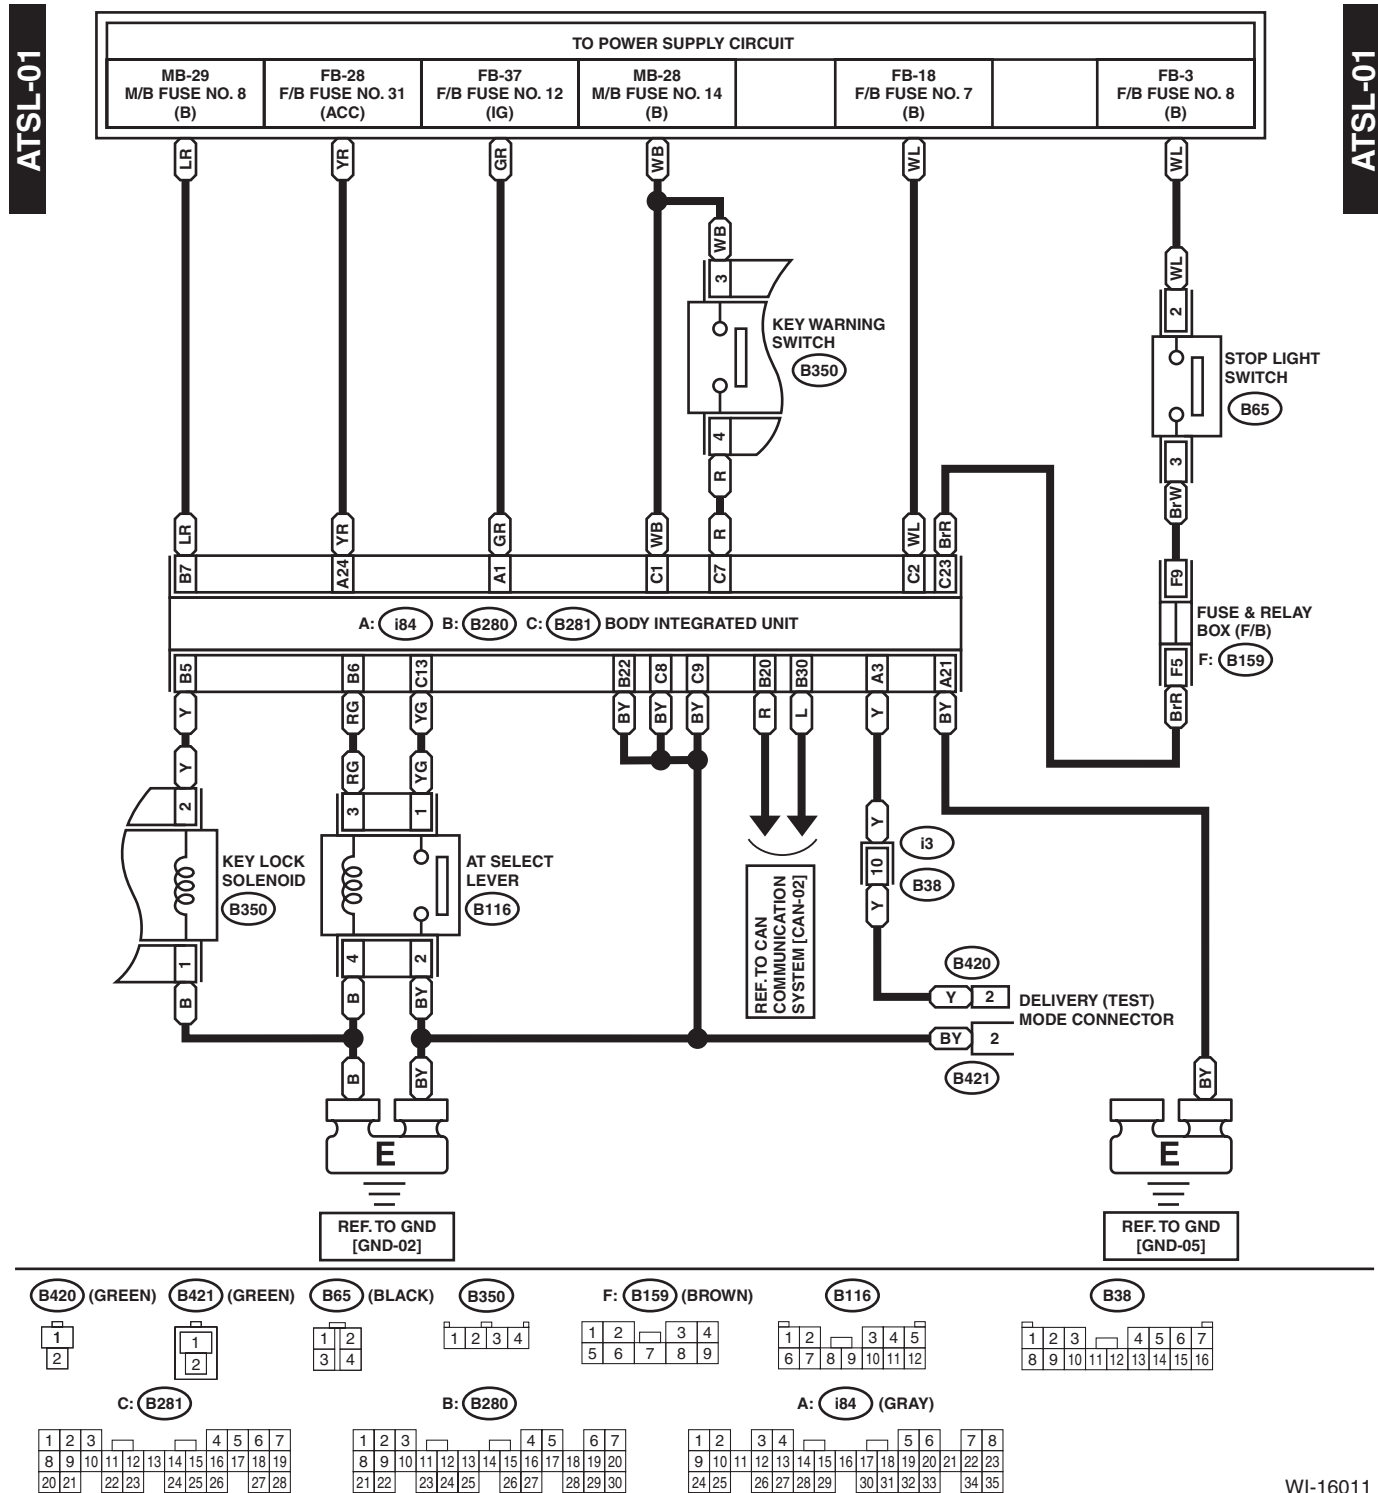 ATSL-01
ATSL-01
TO POWER SUPPLY CIRCUIT
MB-29
M/B FUSE NO. 8
(B)
FB-28
F/B FUSE NO. 31
(ACC)
FB-37
F/B FUSE NO. 12
(IG)
MB-28
M/B FUSE NO. 14
(B)
FB-18
F/B FUSE NO. 7
(B)
FB-3
F/B FUSE NO. 8
(B)
LR YR GR WB WL WL
WB
3
KEY WARNING
SWITCH
B350
4
R
WL
2
STOP LIGHT
SWITCH
B65
3
BrW
F9
FUSE & RELAY
BOX (F/B)
F: B159
F5
BrR
LR YR GR WB R WL BrR
B7 A24 A1 C1 C7 C2 C23
A: i84 B: B280 C: B281 BODY INTEGRATED UNIT
B5 B6 C13 B22 C8 C9 B20 B30 A3 A21
Y RG YG BY BY BY R L Y BY
Y RG YG
2 3 1
KEY LOCK
SOLENOID
B350
AT SELECT
LEVER
B116
1 4 2
B B BY
B BY
REF. TO CAN
COMMUNICATION
SYSTEM [CAN-02]
Y
10
i3
B38
Y
B420
Y 2
DELIVERY (TEST)
MODE CONNECTOR
BY 2
B421
BY
E
REF. TO GND
[GND-02]
E
REF. TO GND
[GND-05]
B420 (GREEN) B421 (GREEN) B65 (BLACK) B350 F: B159 (BROWN) B116 B38
1
2
1
2
1 2
3 4
1 2 3 4
1 2 3 4
5 6 7 8 9
1 2 3 4 5
6 7 8 9 10 11 12
1 2 3 4 5 6 7
8 9 10 11 12 13 14 15 16
C: B281 B: B280 A: i84 (GRAY)
1 2 3 4 5 6 7
8 9 10 11 12 13 14 15 16 17 18 19
20 21 22 23 24 25 26 27 28
1 2 3 4 5 6 7
8 9 10 11 12 13 14 15 16 17 18 19 20
21 22 23 24 25 26 27 28 29 30
1 2 3 4 5 6 7 8
9 10 11 12 13 14 15 16 17 18 19 20 21 22 23
24 25 26 27 28 29 30 31 32 33 34 35
WI-16011